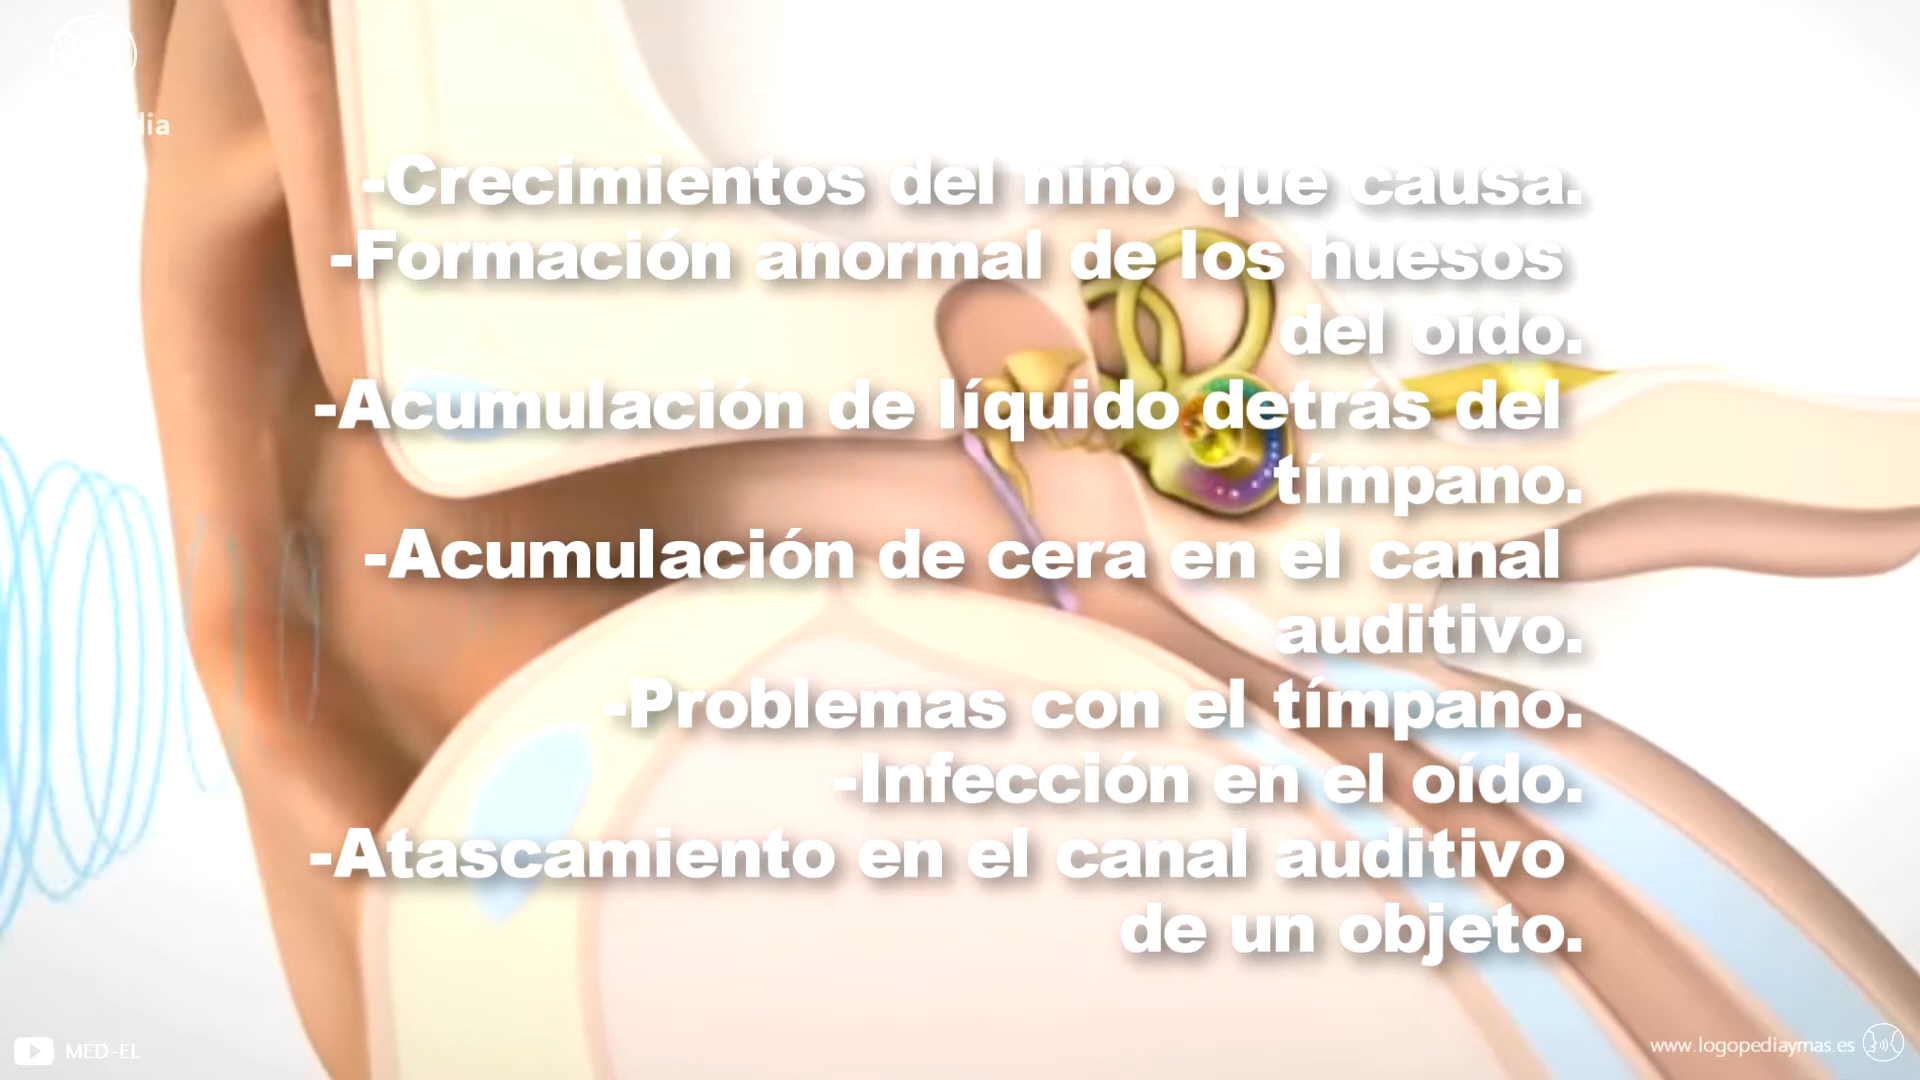 dia
-Crecimientos del niño que causa.
-Formación anormal de los huesos
del oído.
-Acumulación de líquido detrás del
tímpano.
-Acumulación de cera en el canal
auditivo.
-Problemas con el tímpano.
-Infección en el oído.
-Atascamiento en el canal auditivo
de un objeto.
MED-EL
www.logopediaymas.es